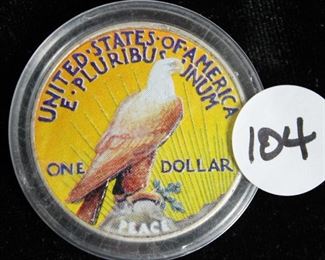 UNITED·STATES·OF·AMERICA
E·PLURIBUS UNUM
ONE DOLLAR
PEACE
104